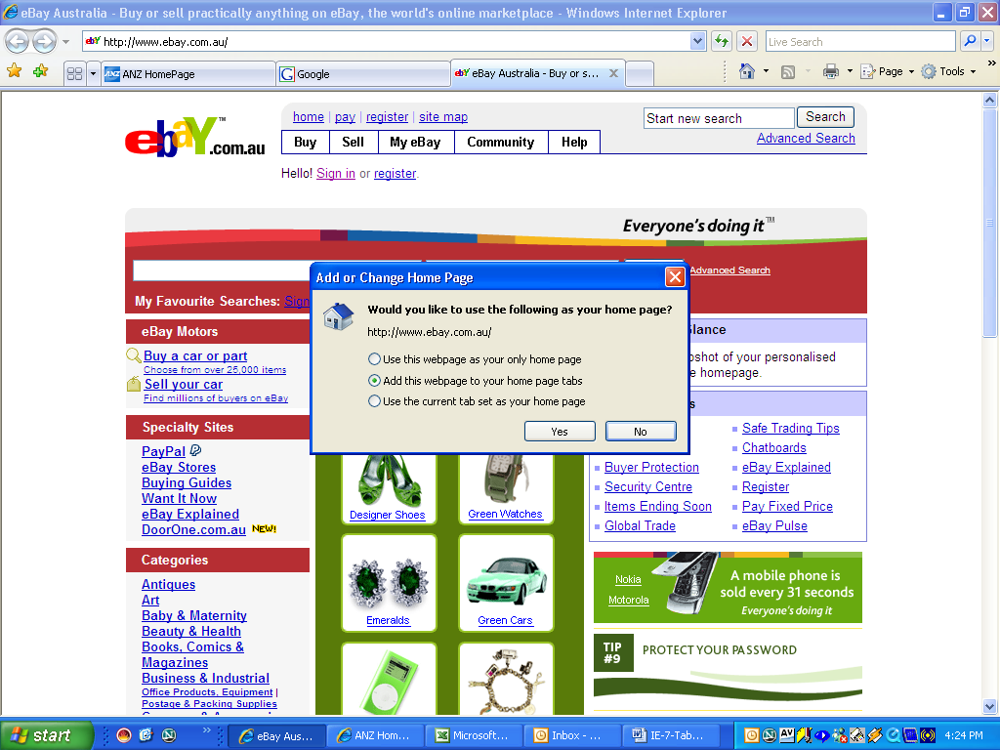 eBay Australia - Buy or sell practically anything on eBay, the world's online marketplace - Windows Internet Explorer
ebY http://www.ebay.com.au/
Live Search
ANZ ANZ HomePage
G Google
ebY eBay Australia - Buy or s...
Page
Tools
ebaY™.com.au
home | pay | register | site map
Start new search
Search
Advanced Search
Buy
Sell
My eBay
Community
Help
Hello! Sign in or register.
Everyone's doing it™
Advanced Search
My Favourite Searches: Sign
Add or Change Home Page
Would you like to use the following as your home page?
http://www.ebay.com.au/
Use this webpage as your only home page
Add this webpage to your home page tabs
Use the current tab set as your home page
Yes
No
eBay Motors
Buy a car or part
Choose from over 25,000 items
Sell your car
Find millions of buyers on eBay
Specialty Sites
PayPal
eBay Stores
Buying Guides
Want It Now
eBay Explained
DoorOne.com.au NEW!
Categories
Antiques
Art
Baby & Maternity
Beauty & Health
Books, Comics &
Magazines
Business & Industrial
Office Products, Equipment |
Postage & Packing Supplies
Designer Shoes
Green Watches
Emeralds
Green Cars
lance
pshot of your personalised
e homepage.
s
Buyer Protection
Security Centre
Items Ending Soon
Global Trade
Safe Trading Tips
Chatboards
eBay Explained
Register
Pay Fixed Price
eBay Pulse
Nokia
Motorola
A mobile phone is
sold every 31 seconds
Everyone's doing it
TIP
#9
PROTECT YOUR PASSWORD
start
eBay Aus...
ANZ Hom...
Microsoft...
Inbox - ...
IE-7-Tab...
AV
4:24 PM